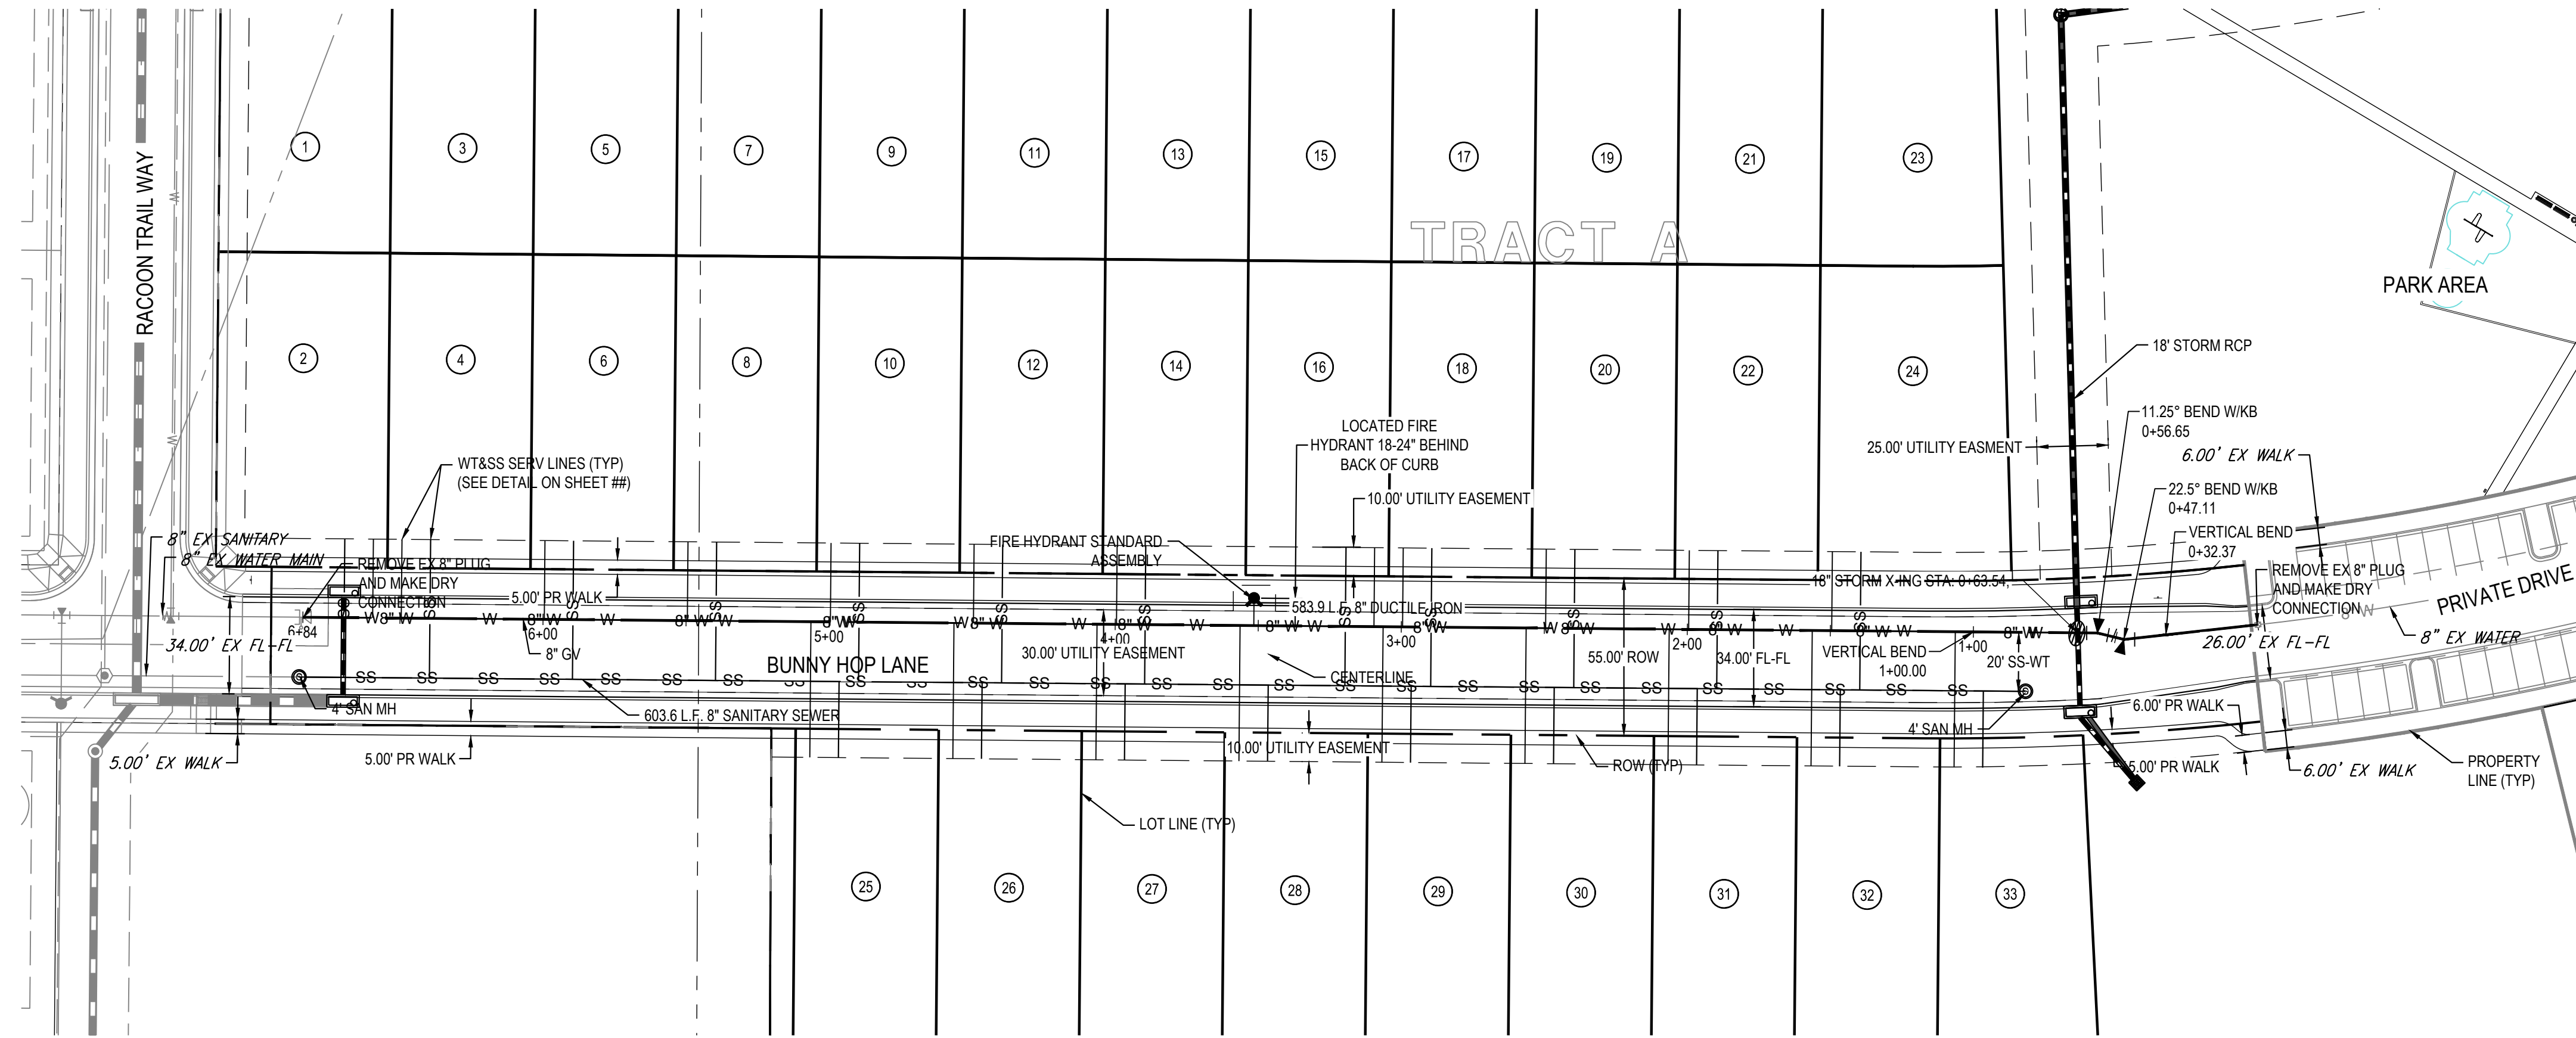 RACOON TRAIL WAY
1
3
5
7
9
11
13
15
17
19
21
23
TRACT A
PARK AREA
2
4
6
8
10
12
14
16
18
20
22
24
18' STORM RCP
11.25° BEND W/KB
0+56.65
25.00' UTILITY EASMENT
6.00' EX WALK
LOCATED FIRE
HYDRANT 18-24" BEHIND
BACK OF CURB
WT&SS SERV LINES (TYP)
(SEE DETAIL ON SHEET ##)
10.00' UTILITY EASEMENT
22.5° BEND W/KB
0+47.11
VERTICAL BEND
0+32.37
8" EX SANITARY
8" EX WATER MAIN
REMOVE EX 8" PLUG
AND MAKE DRY
CONNECTION
FIRE HYDRANT STANDARD
ASSEMBLY
5.00' PR WALK
583.9 L.F. 8" DUCTILE IRON
18" STORM X-ING STA: 0+63.54,
REMOVE EX 8" PLUG
AND MAKE DRY
CONNECTION
PRIVATE DRIVE
8"W
8" EX WATER
26.00' EX FL-FL
6+84
6+00
5+00
4+00
3+00
2+00
1+00
34.00' EX FL-FL
8" GV
BUNNY HOP LANE
30.00' UTILITY EASEMENT
CENTERLINE
55.00' ROW
34.00' FL-FL
VERTICAL BEND
1+00.00
20' SS-WT
4' SAN MH
603.6 L.F. 8" SANITARY SEWER
5.00' EX WALK
5.00' PR WALK
10.00' UTILITY EASEMENT
ROW (TYP)
4' SAN MH
6.00' PR WALK
5.00' PR WALK
6.00' EX WALK
PROPERTY
LINE (TYP)
LOT LINE (TYP)
25
26
27
28
29
30
31
32
33